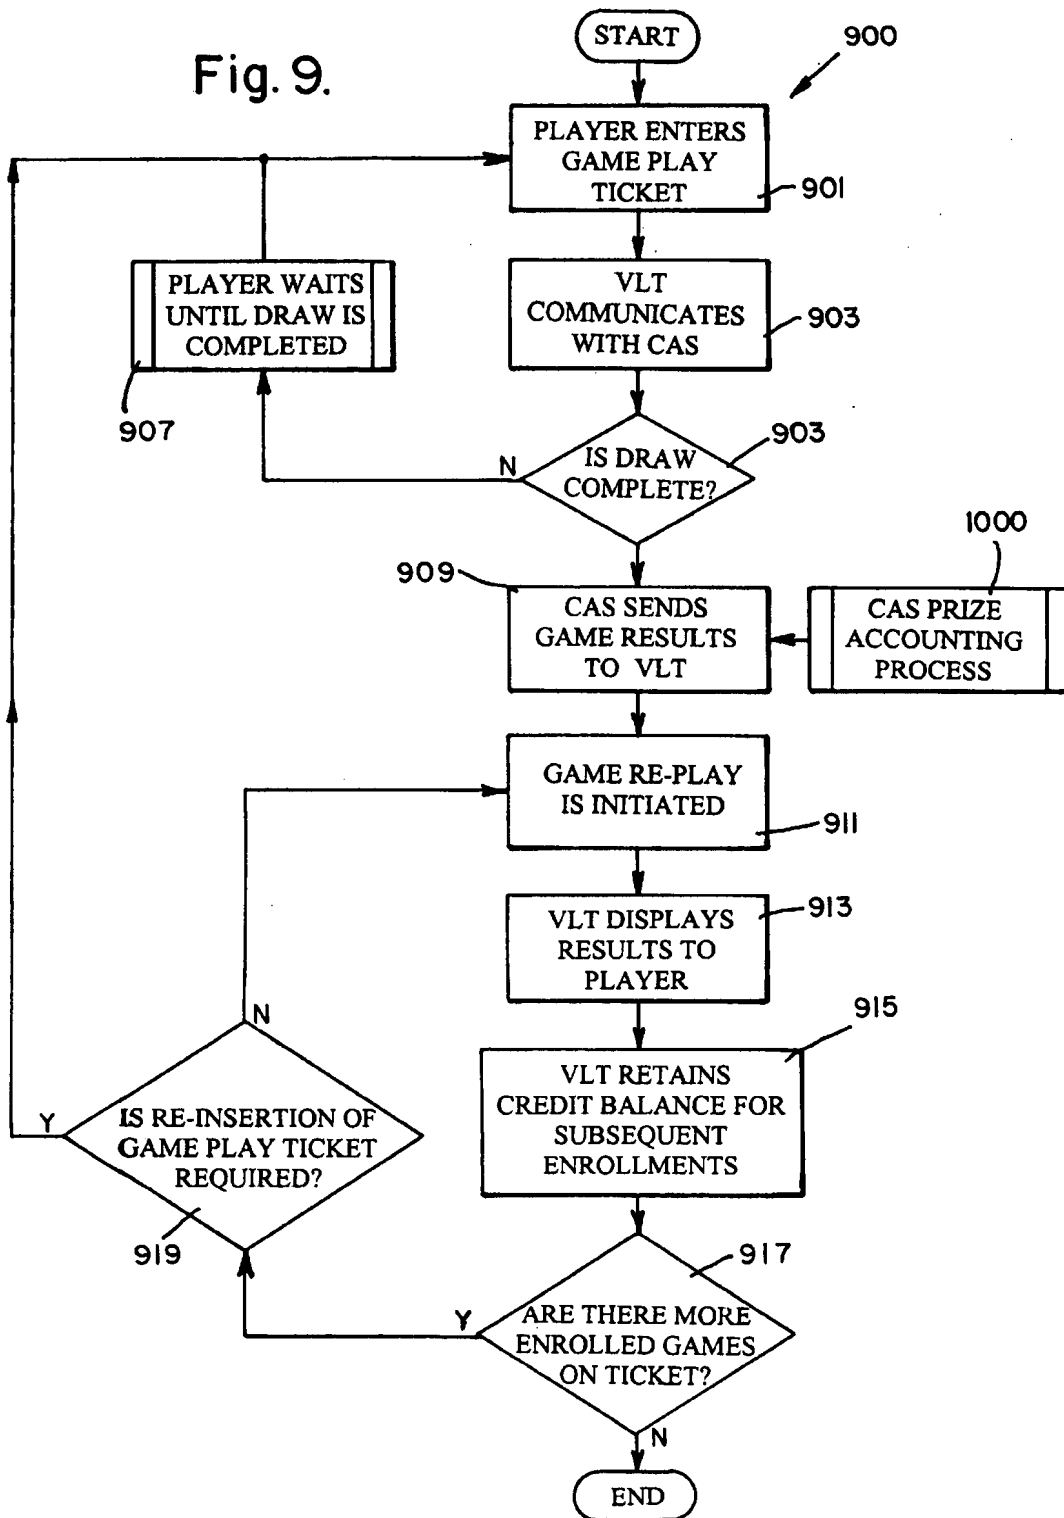 Fig. 9.
START
900
PLAYER ENTERS
GAME PLAY
TICKET
901
VLT
COMMUNICATES
WITH CAS
903
PLAYER WAITS
UNTIL DRAW IS
COMPLETED
907
IS DRAW
COMPLETE?
903
N
909
CAS SENDS
GAME RESULTS
TO VLT
1000
CAS PRIZE
ACCOUNTING
PROCESS
GAME RE-PLAY
IS INITIATED
911
VLT DISPLAYS
RESULTS TO
PLAYER
913
VLT RETAINS
CREDIT BALANCE FOR
SUBSEQUENT
ENROLLMENTS
915
N
Y
IS RE-INSERTION OF
GAME PLAY TICKET
REQUIRED?
919
917
Y
ARE THERE MORE
ENROLLED GAMES
ON TICKET?
N
END